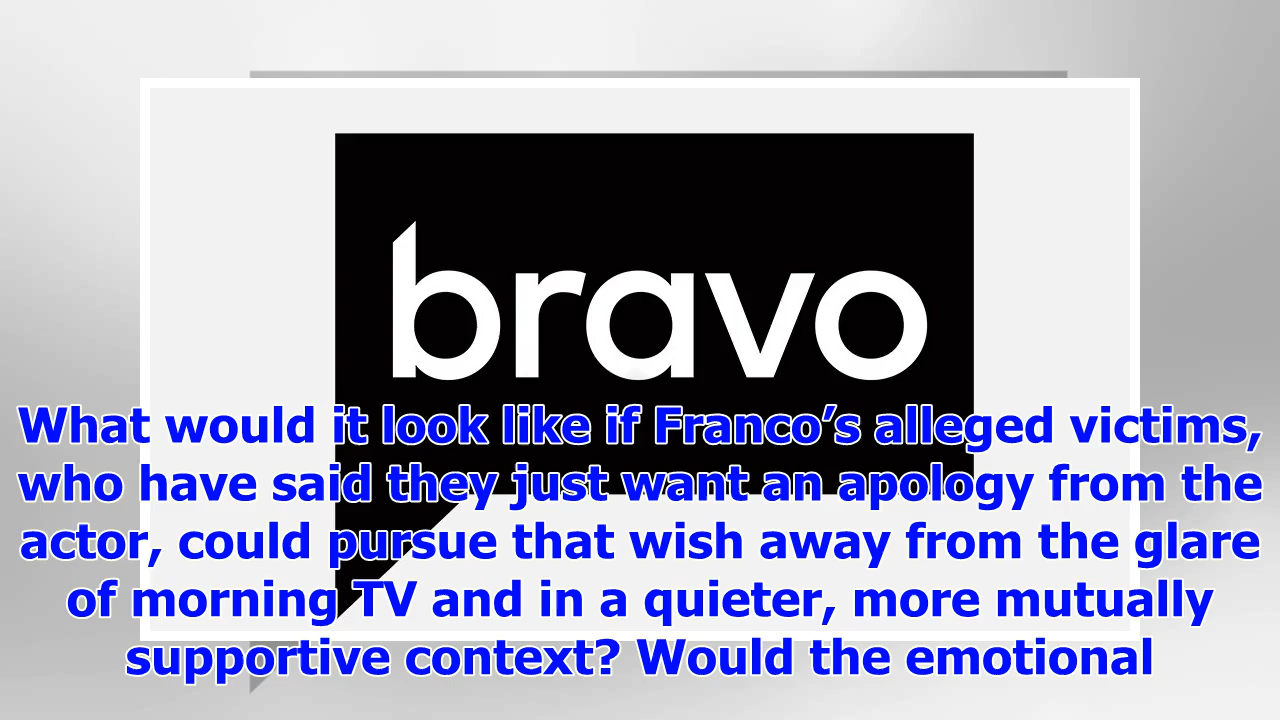 bravo
What would it look like if Franco’s alleged victims,
who have said they just want an apology from the
actor, could pursue that wish away from the glare
of morning TV and in a quieter, more mutually
supportive context? Would the emotional